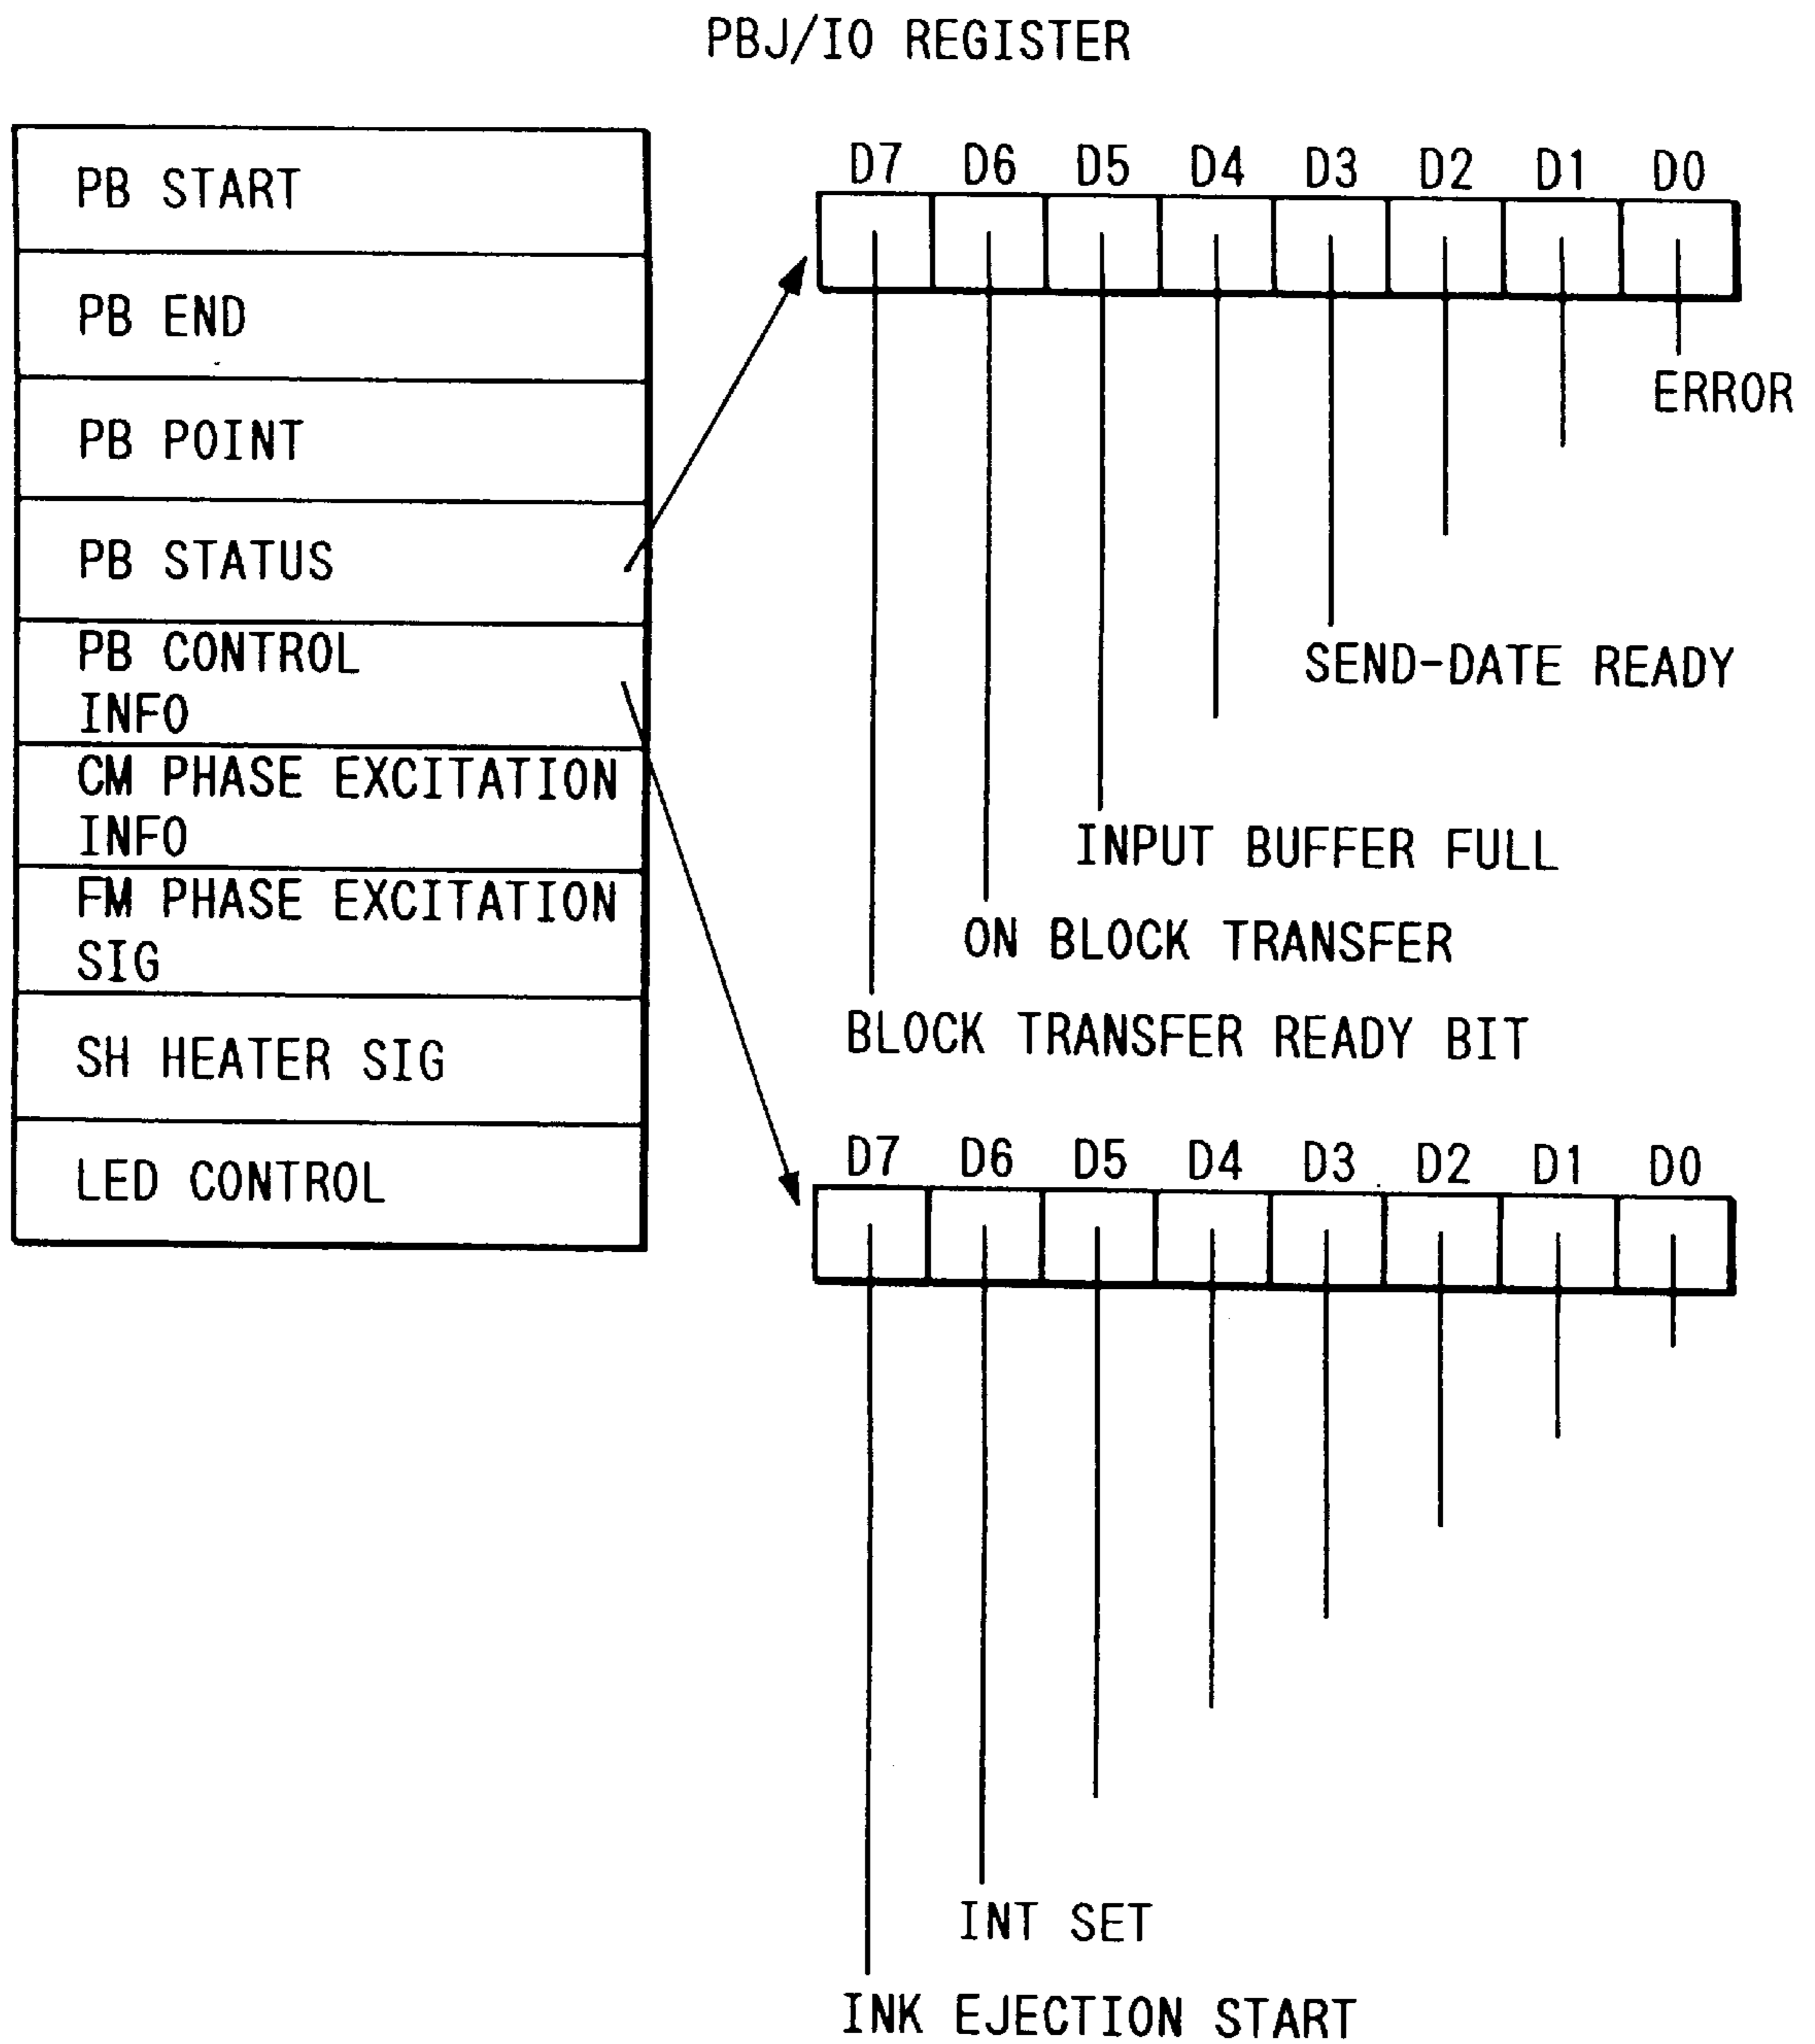 PBJ/IO REGISTER
PB START
PB END
PB POINT
PB STATUS
PB CONTROL
INFO
CM PHASE EXCITATION
INFO
FM PHASE EXCITATION
SIG
SH HEATER SIG
LED CONTROL
D7 D6 D5 D4 D3 D2 D1 D0
ERROR
SEND-DATE READY
INPUT BUFFER FULL
ON BLOCK TRANSFER
BLOCK TRANSFER READY BIT
D7 D6 D5 D4 D3 D2 D1 D0
INT SET
INK EJECTION START